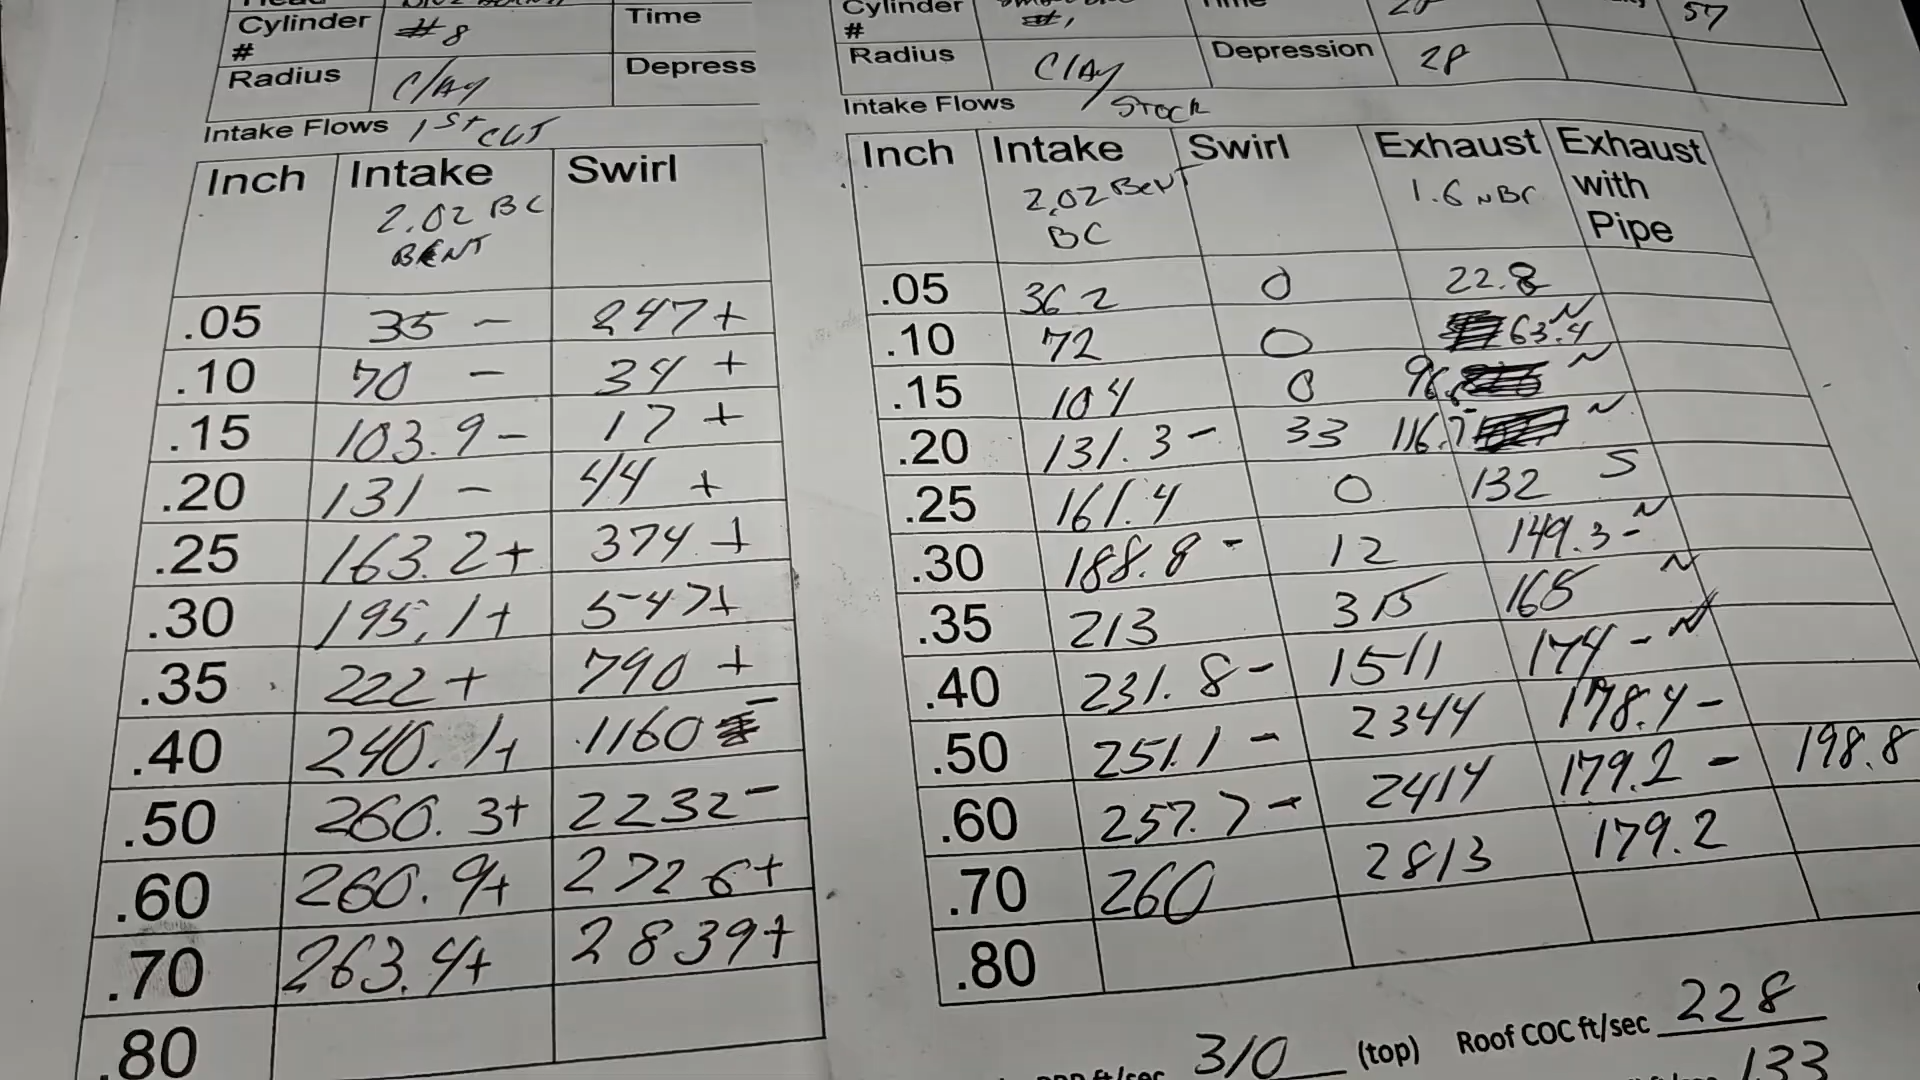 Cylinder # #8 Time
Radius Clay Depress
Intake Flows 1st CUT
Inch Intake Swirl
2.02 BC
BENT
.05 35 - 247+
.10 70 - 34 +
.15 103.9- 17 +
.20 131 - 44 +
.25 163.2+ 374 +
.30 195.1+ 547+
.35 222+ 790 +
.40 240.1+ 1160 -
.50 260.3+ 2232-
.60 260.9+ 2726+
.70 263.4+ 2839+
.80
Cylinder # #1 57
Radius Clay Depression 28
Intake Flows Stock
Inch Intake Swirl Exhaust Exhaust with Pipe
2.02 Bent 1.6 NBC
BC
.05 36 2 0 22.8
.10 72 0 63.4 N
.15 104 0 N
.20 131.3- 33 116.7 N
.25 161.4 0 132 S
.30 188.8- 12 149.3- N
.35 213 315 165 N
.40 231.8- 1511 174- N
.50 251.1 - 2344 178.4-
.60 257.7- 2414 179.2 - 198.8
.70 260 2813 179.2
.80
310 (top) Roof COC ft/sec 228
133